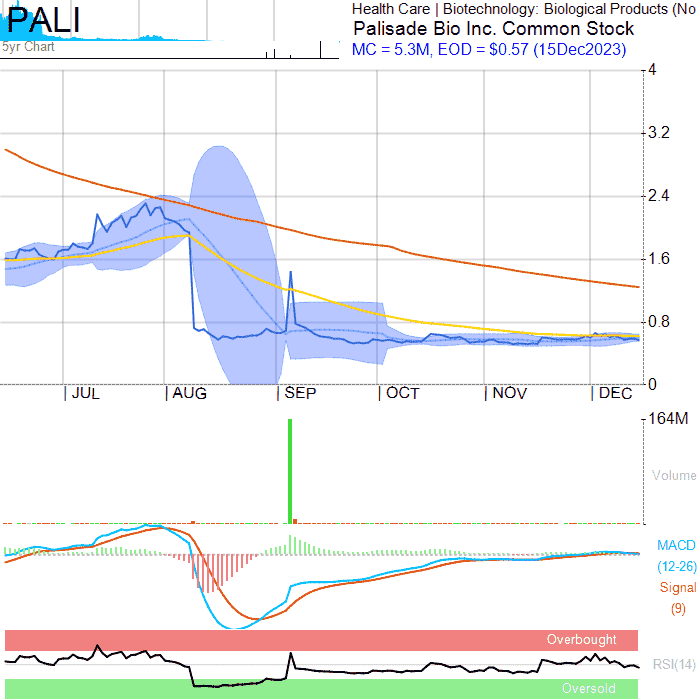 PALI
5yr Chart
Health Care | Biotechnology: Biological Products (No
Palisade Bio Inc. Common Stock
MC = 5.3M, EOD = $0.57 (15Dec2023)
4
3.2
2.4
1.6
0.8
0
JUL
AUG
SEP
OCT
NOV
DEC
164M
Volume
MACD
(12-26)
Signal
(9)
Overbought
RSI(14)
Oversold